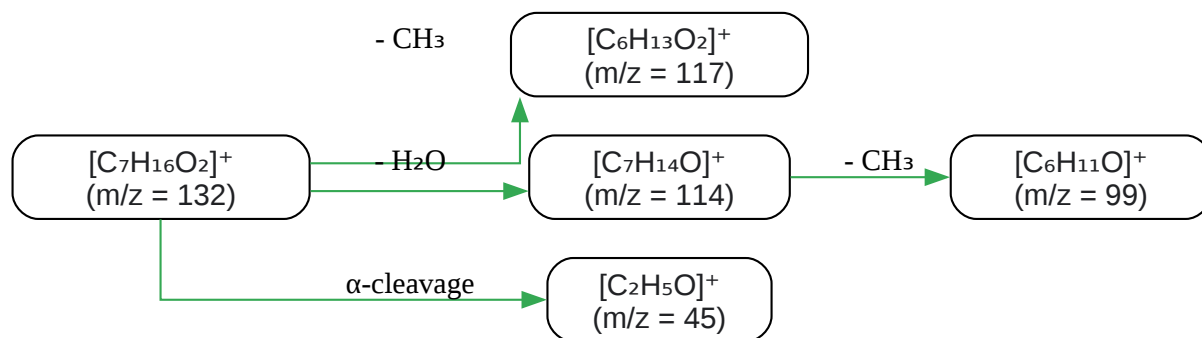 - CH₃
[C₆H₁₃O₂]⁺
(m/z = 117)
[C₇H₁₆O₂]⁺
(m/z = 132)
- H₂O
[C₇H₁₄O]⁺
(m/z = 114)
- CH₃
[C₆H₁₁O]⁺
(m/z = 99)
α-cleavage
[C₂H₅O]⁺
(m/z = 45)